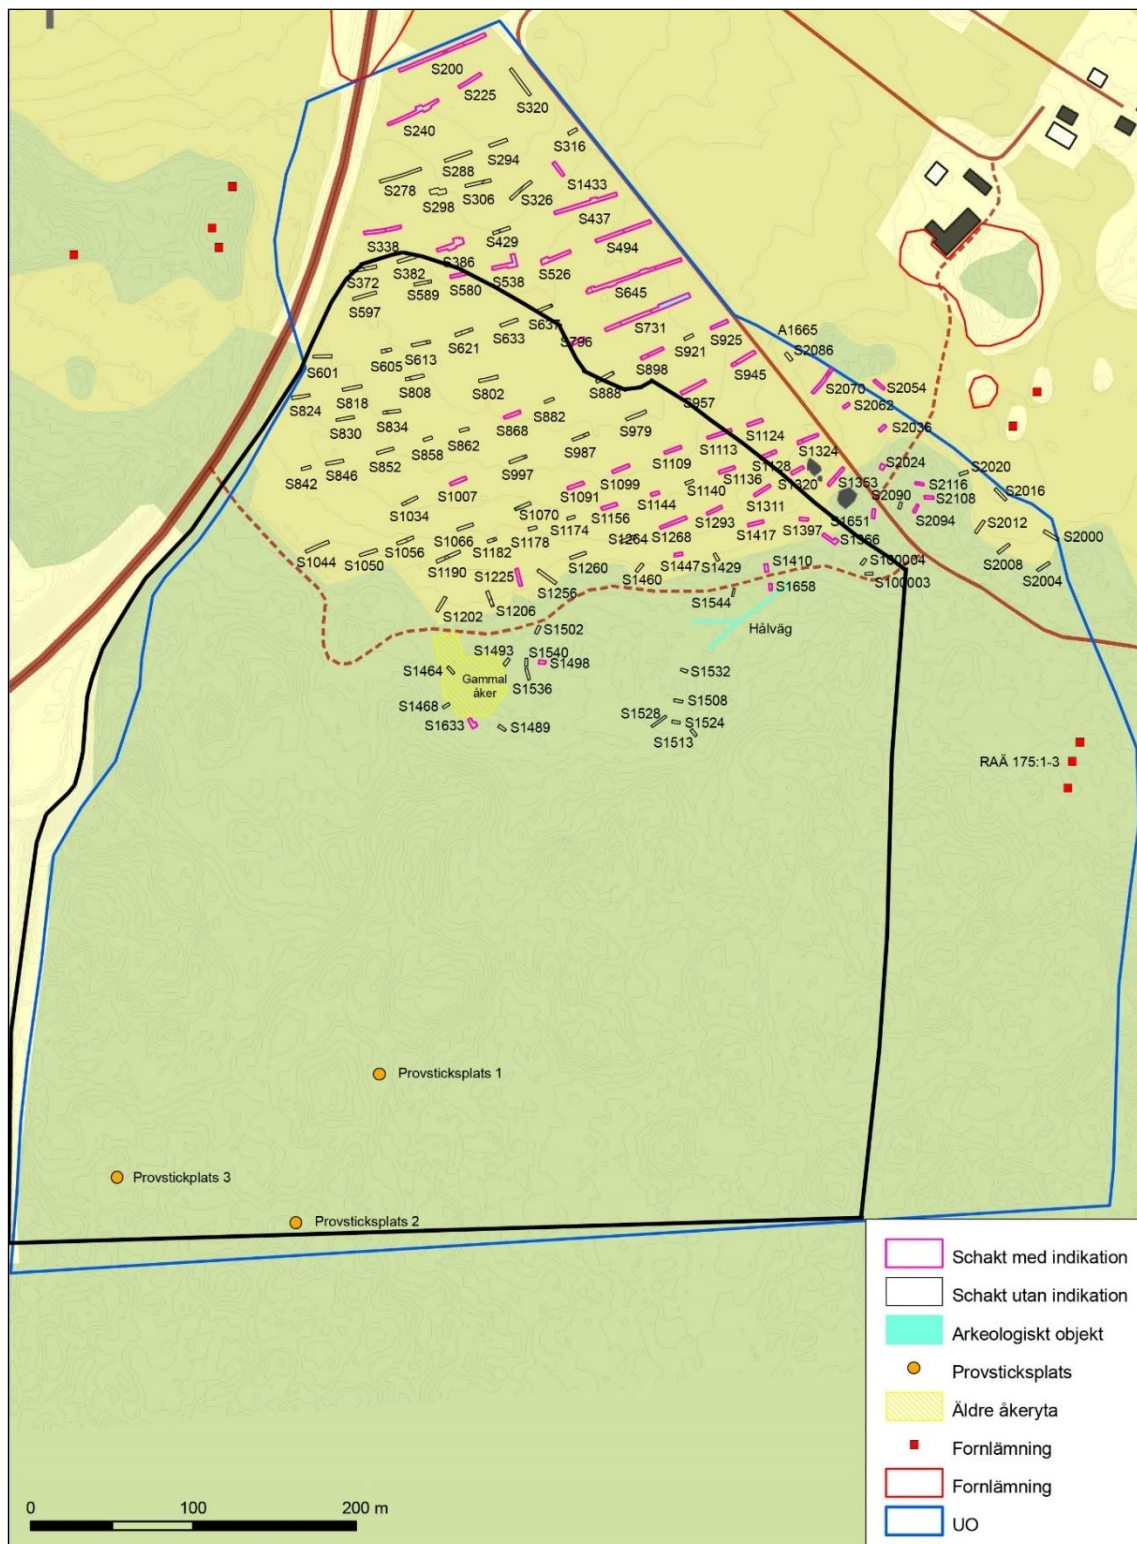 S200
S225
S320
S240
S316
S294
S288
S278
S298
S306
S326
S1433
S437
S494
S338
S429
S386
S526
S382
S538
S372
S589
S580
S645
S597
S637
S731
S633
S621
S796
S925
A1665
S921
S2086
S605
S613
S601
S898
S945
S2054
S2070
S808
S802
S888
S957
S2062
S818
S824
S882
S830
S834
S868
S979
S2036
S1124
S862
S858
S987
S1113
S1324
S852
S1109
S1128
S2024
S846
S997
S1099
S1136
S1320
S2020
S842
S1353
S2116
S1007
S1091
S1140
S2016
S1144
S1311
S2090
S2108
S1034
S1070
S1156
S1293
S1651
S2094
S1174
S1397
S1066
S1178
S1264
S1268
S1417
S1366
S2012
S2000
S1056
S1182
S1044
S1050
S1190
S1260
S1447
S1429
S1410
S100004
S2008
S1225
S1460
S100003
S2004
S1256
S1658
S1206
S1544
S1202
S1502
Hålväg
S1493
S1540
S1464
S1498
S1532
Gammal
åker
S1536
S1468
S1508
S1633
S1489
S1528
S1524
S1513
RAÄ 175:1-3
Provsticksplats 1
Provstickplats 3
Provsticksplats 2
Schakt med indikation
Schakt utan indikation
Arkeologiskt objekt
Provsticksplats
Äldre åkeryta
Fornlämning
Fornlämning
UO
0 100 200 m